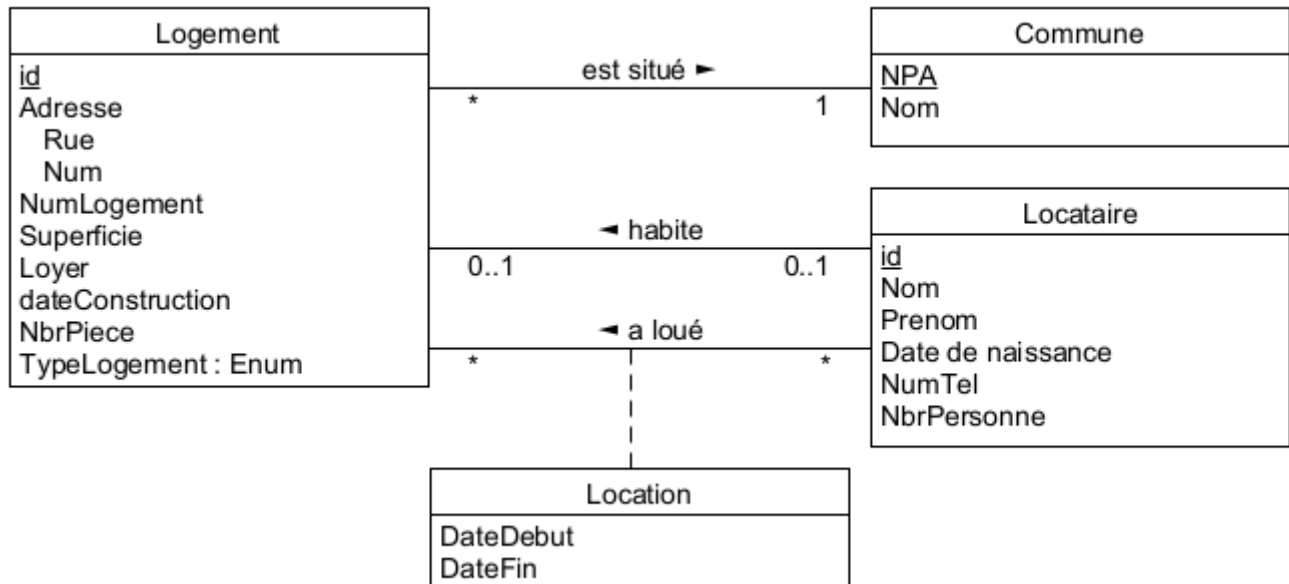 Logement
id
Adresse
Rue
Num
NumLogement
Superficie
Loyer
dateConstruction
NbrPiece
TypeLogement : Enum
est situé ►
* 1
Commune
NPA
Nom
◄ habite
0..1 0..1
◄ a loué
* *
Locataire
id
Nom
Prenom
Date de naissance
NumTel
NbrPersonne
Location
DateDebut
DateFin